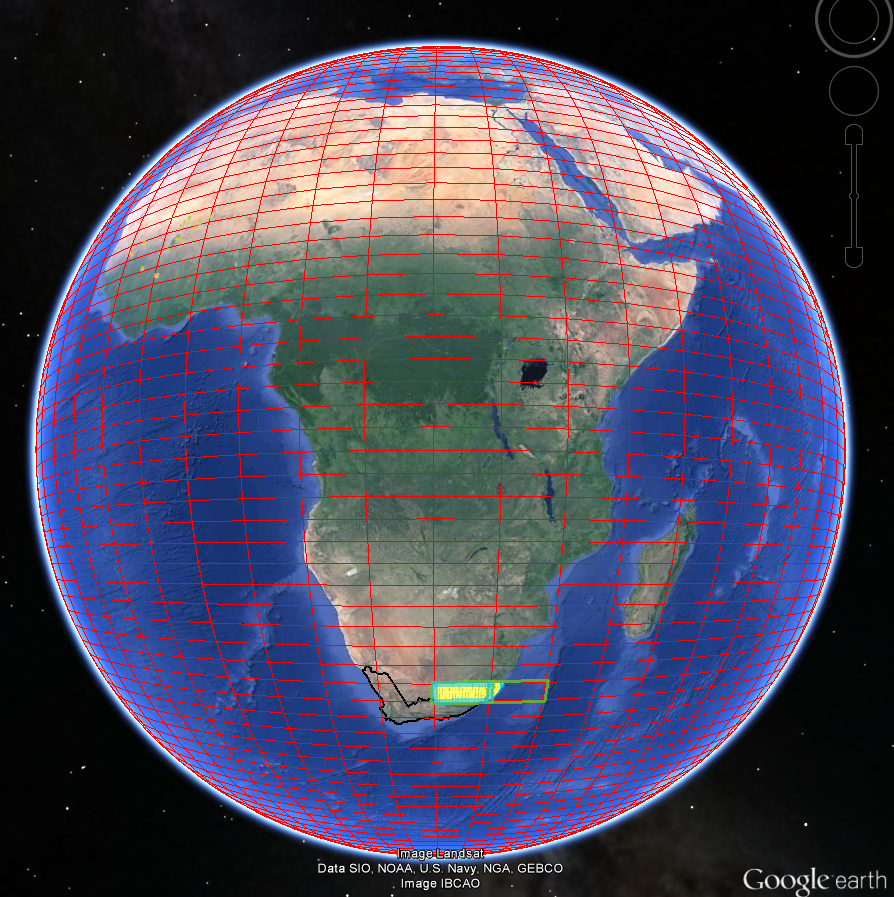 Image Landsat
Data SIO, NOAA, U.S. Navy, NGA, GEBCO
Image IBCAO
Google earth